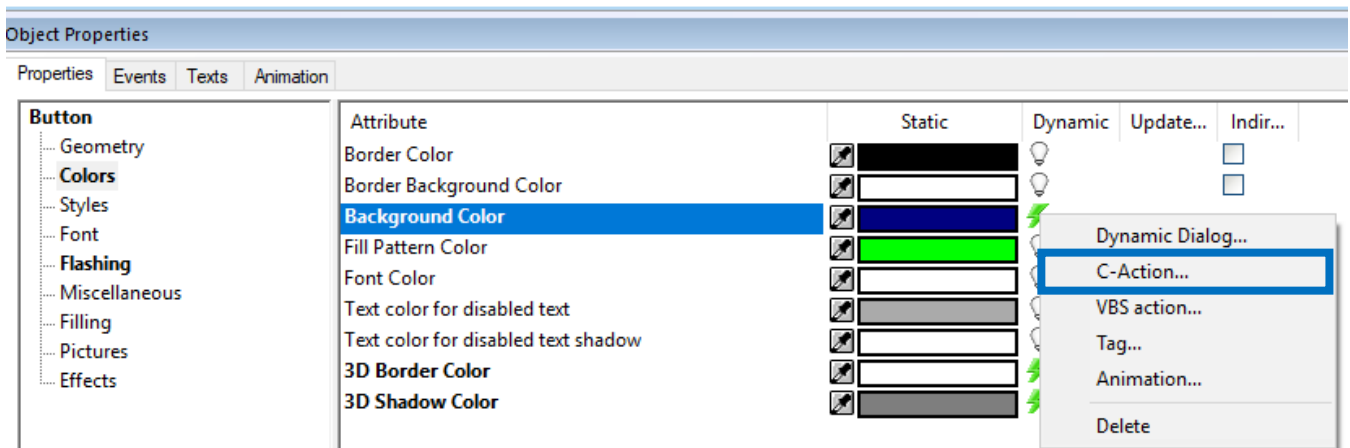 Object Properties
Properties Events Texts Animation
Button
Geometry
Colors
Styles
Font
Flashing
Miscellaneous
Filling
Pictures
Effects
Attribute Static Dynamic Update... Indir...
Border Color
Border Background Color
Background Color
Fill Pattern Color
Font Color
Text color for disabled text
Text color for disabled text shadow
3D Border Color
3D Shadow Color
Dynamic Dialog...
C-Action...
VBS action...
Tag...
Animation...
Delete